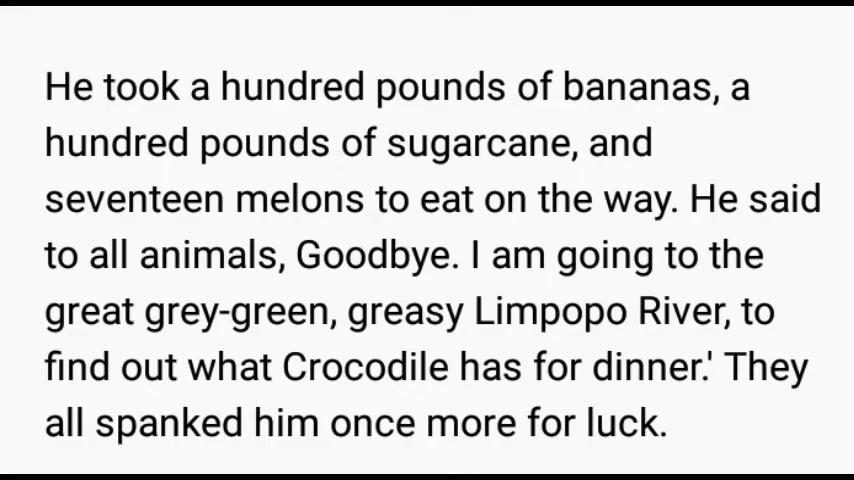 He took a hundred pounds of bananas, a
hundred pounds of sugarcane, and
seventeen melons to eat on the way. He said
to all animals, Goodbye. I am going to the
great grey-green, greasy Limpopo River, to
find out what Crocodile has for dinner.' They
all spanked him once more for luck.